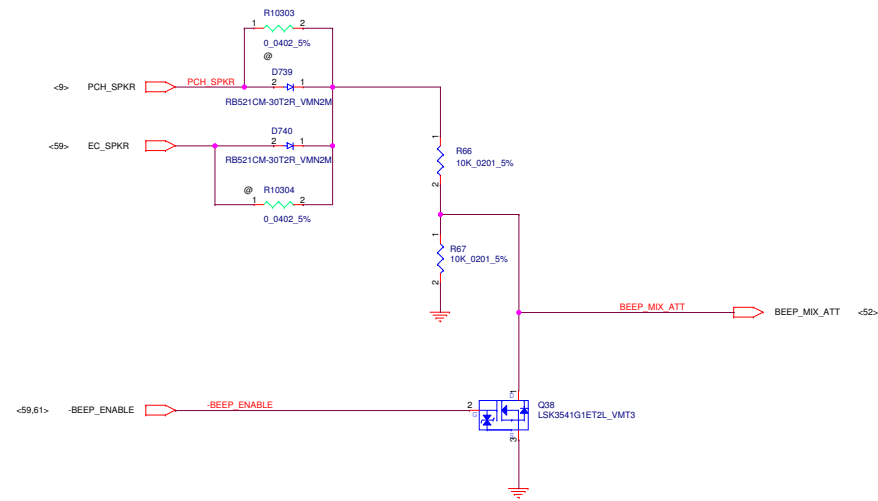 R10303
1 2
0_0402_5%
@
D739
<9> PCH_SPKR PCH_SPKR 2 1
RB521CM-30T2R_VMN2M
D740
<59> EC_SPKR 2 1
RB521CM-30T2R_VMN2M
@ R10304
1 2
0_0402_5%
1
R66
10K_0201_5%
2
1
R67
10K_0201_5%
2
BEEP_MIX_ATT BEEP_MIX_ATT <52>
<59,61> -BEEP_ENABLE -BEEP_ENABLE 2
G
1
D
Q38
LSK3541G1ET2L_VMT3
S
3